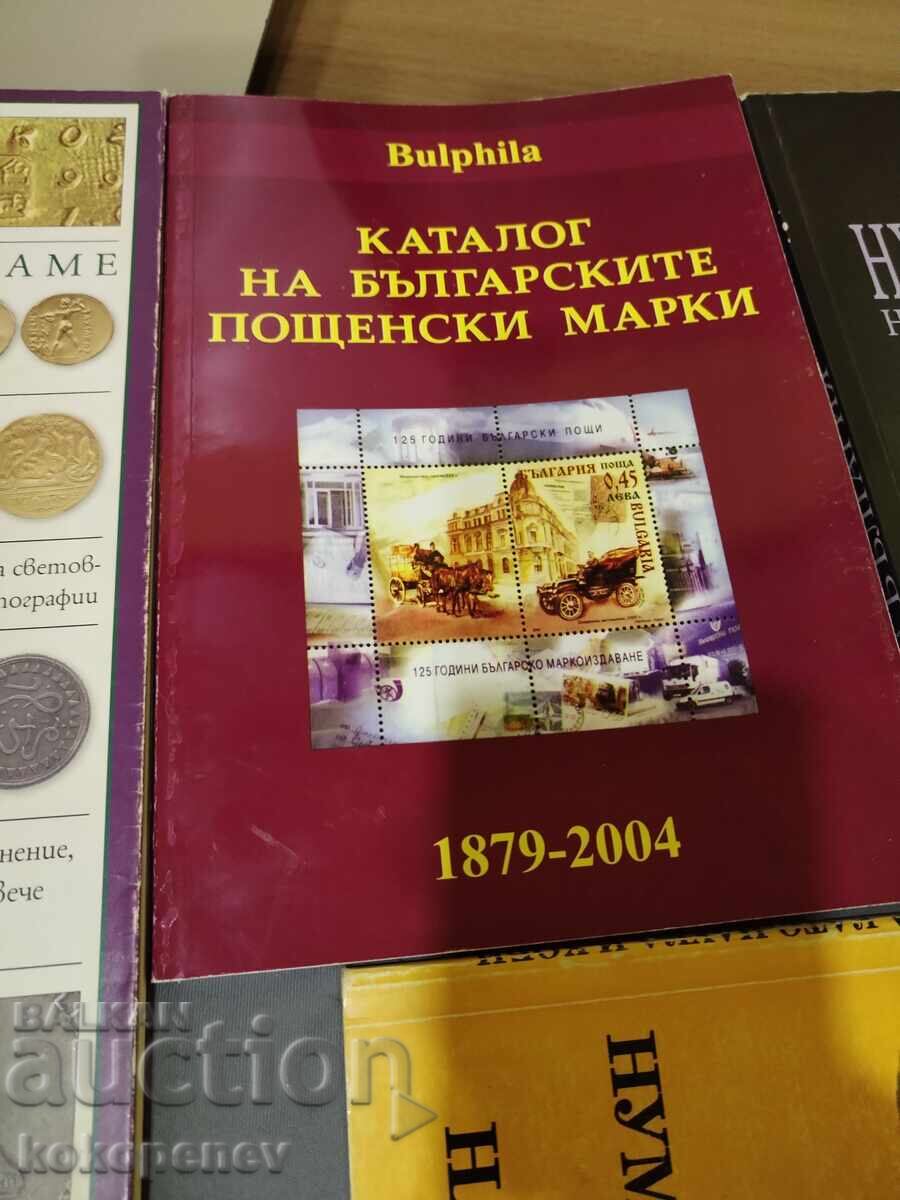 Bulphila
КАТАЛОГ
НА БЪЛГАРСКИТЕ
ПОЩЕНСКИ МАРКИ
125 ГОДИНИ БЪЛГАРСКИ ПОЩИ
БЪЛГАРИЯ ПОЩА
0,45
ЛЕВА
BULGARIA
125 ГОДИНИ БЪЛГАРСКО МАРКОИЗДАВАНЕ
1879-2004
АМЕ
а светов-
тографии
нение,
вече
НУМ
BALKAN
auction
kokopenev